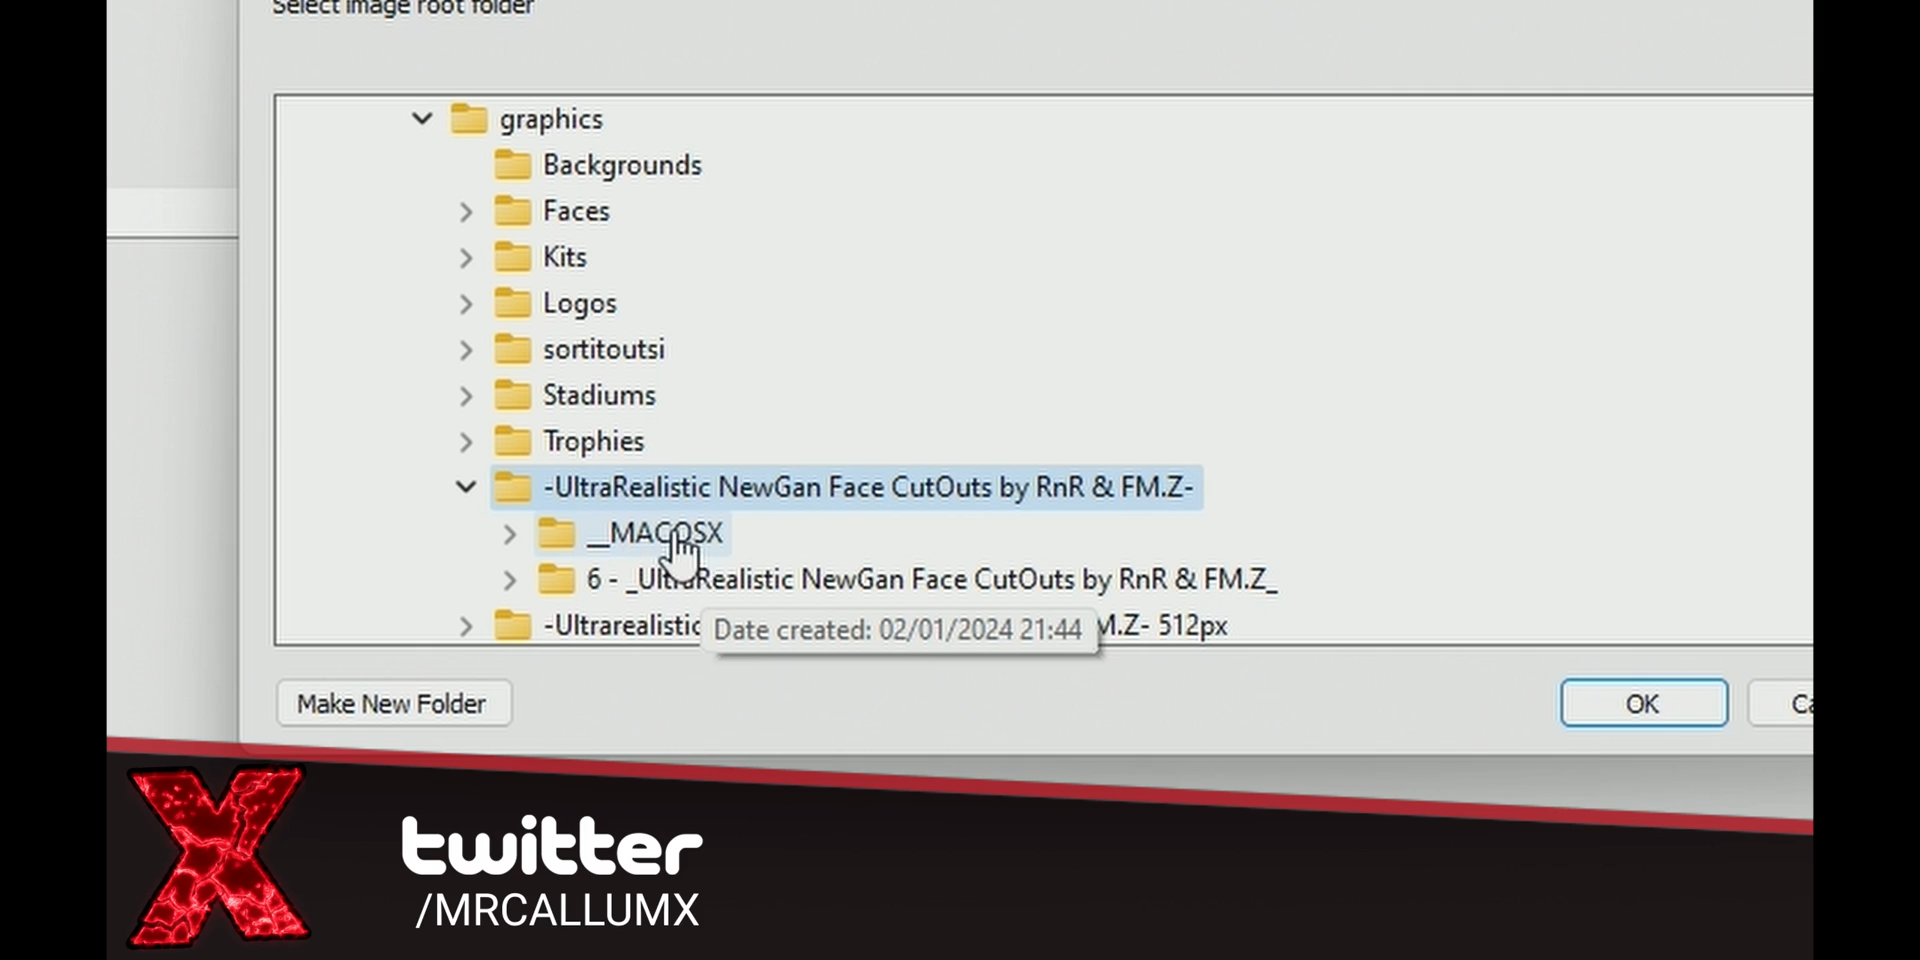 Select image root folder
graphics
Backgrounds
Faces
Kits
Logos
sortitoutsi
Stadiums
Trophies
-UltraRealistic NewGan Face CutOuts by RnR & FM.Z-
__MACOSX
6 - _UltraRealistic NewGan Face CutOuts by RnR & FM.Z_
-Ultrarealistic M.Z- 512px
Date created: 02/01/2024 21:44
Make New Folder
OK
Ca
X
twitter
/MRCALLUMX